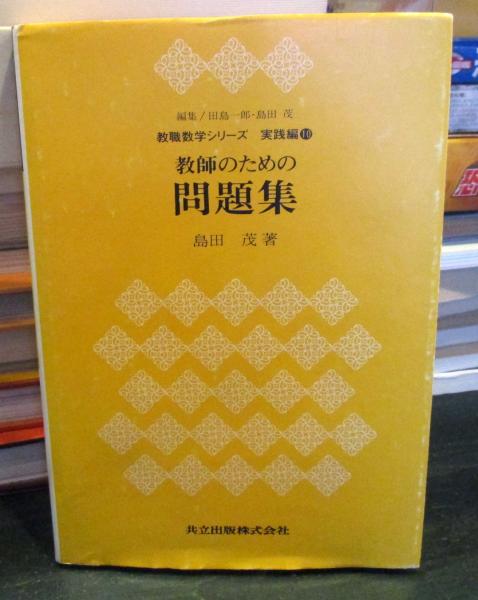 編集/田島一郎・島田 茂
教職数学シリーズ 実践編10
教師のための
問題集
島田 茂著
共立出版株式会社